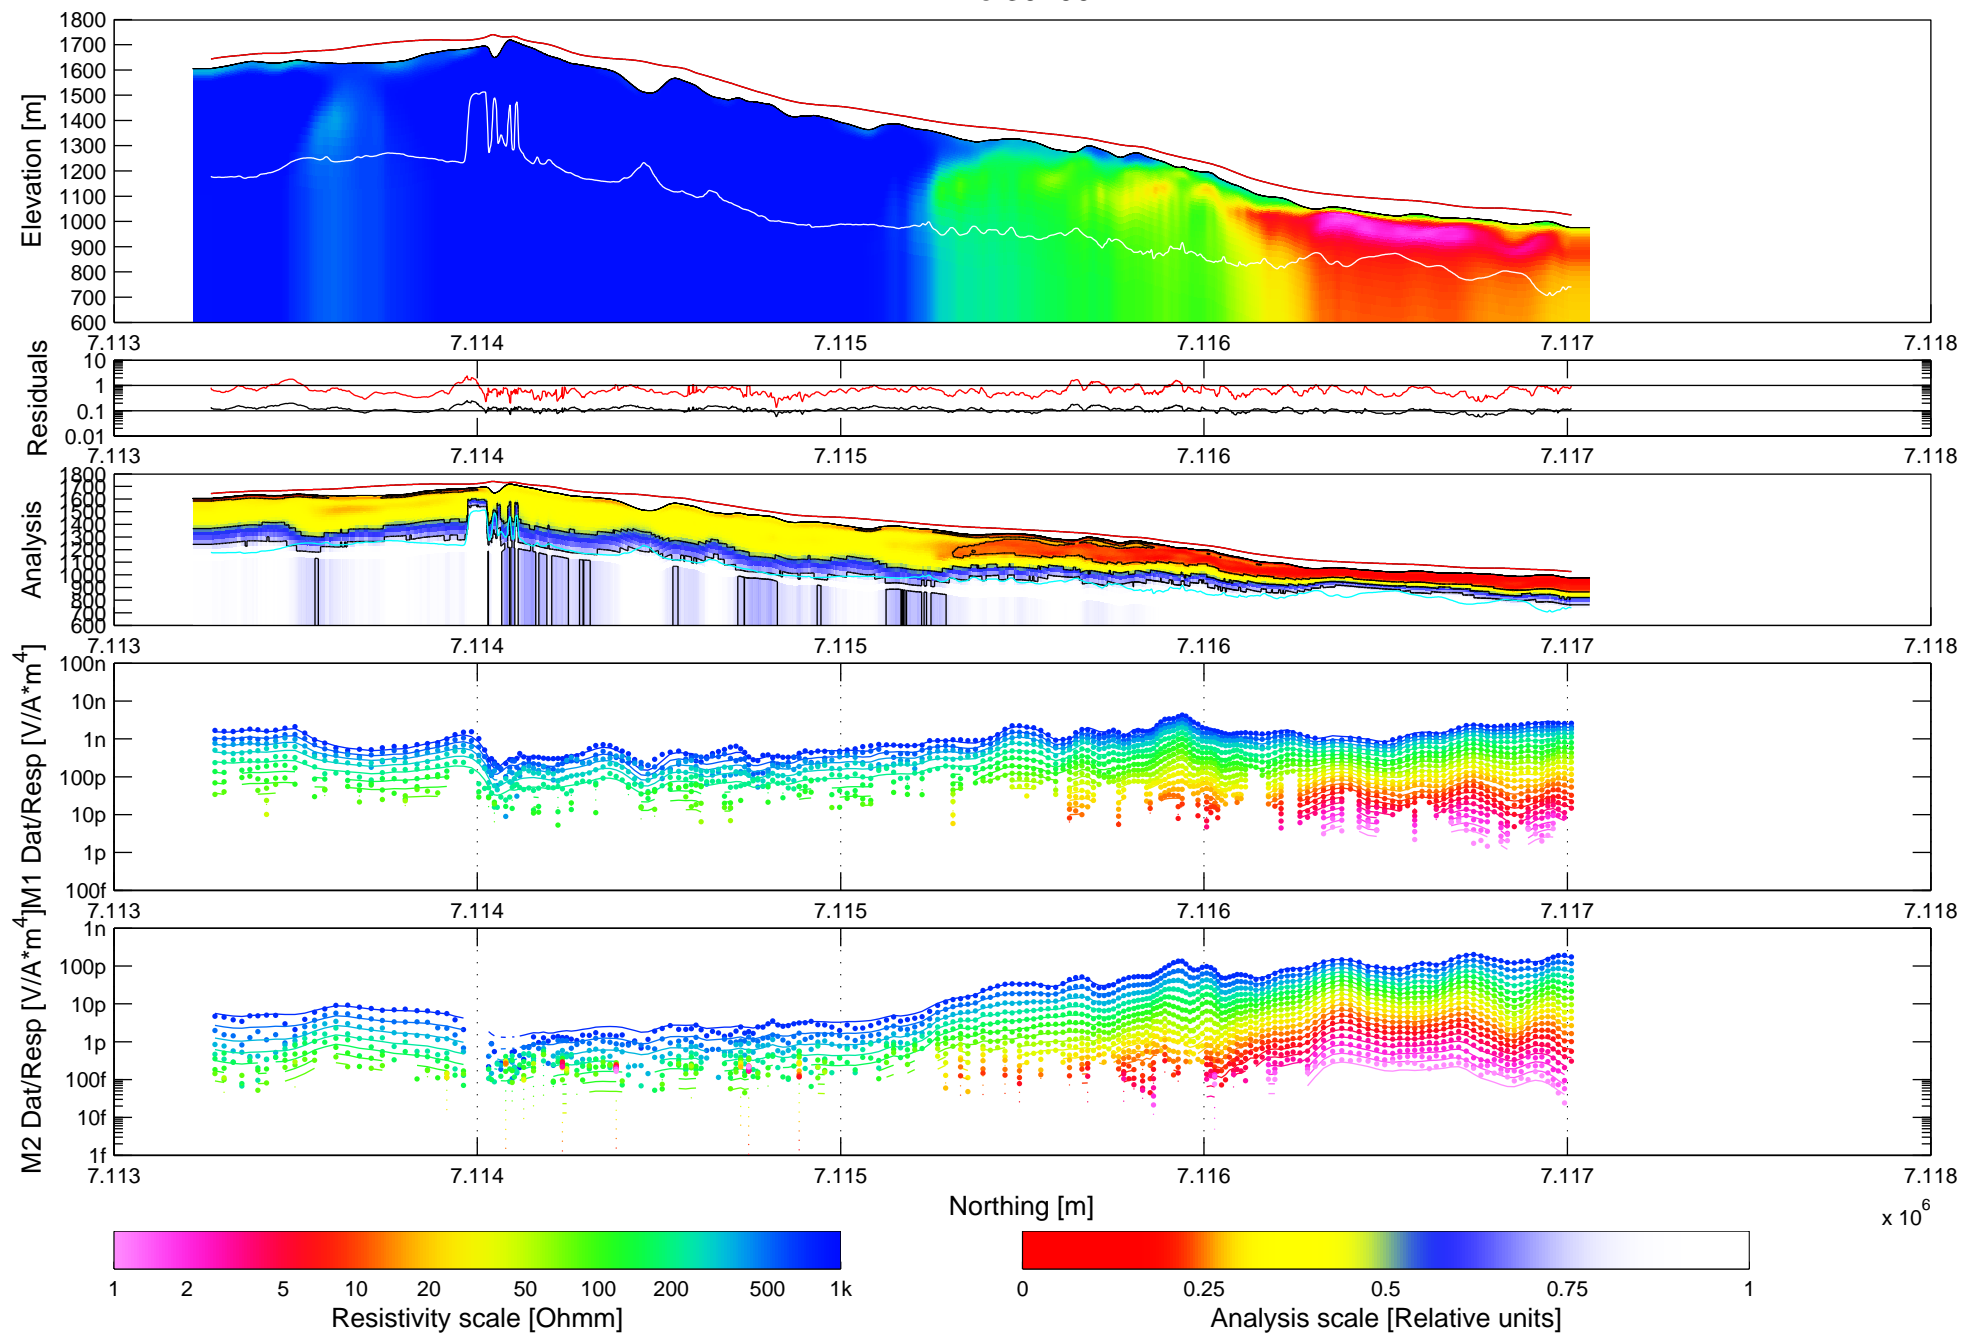 1800
1700
1600
1500
1400
1300
1200
1100
1000
900
800
700
600
Elevation [m]
7.113 7.114 7.115 7.116 7.117 7.118
10
1
0.1
0.01
Residuals
7.113 7.114 7.115 7.116 7.117 7.118
1800
1700
1600
1500
1400
1300
1200
1100
1000
900
800
700
600
Analysis
7.113 7.114 7.115 7.116 7.117 7.118
100n
10n
1n
100p
10p
1p
100f
M1 Dat/Resp [V/A*m^4]
7.113 7.114 7.115 7.116 7.117 7.118
1n
100p
10p
1p
100f
10f
1f
M2 Dat/Resp [V/A*m^4]
7.113 7.114 7.115 7.116 7.117 7.118
Northing [m]
x 10^6
1 2 5 10 20 50 100 200 500 1k
Resistivity scale [Ohmm]
0 0.25 0.5 0.75 1
Analysis scale [Relative units]